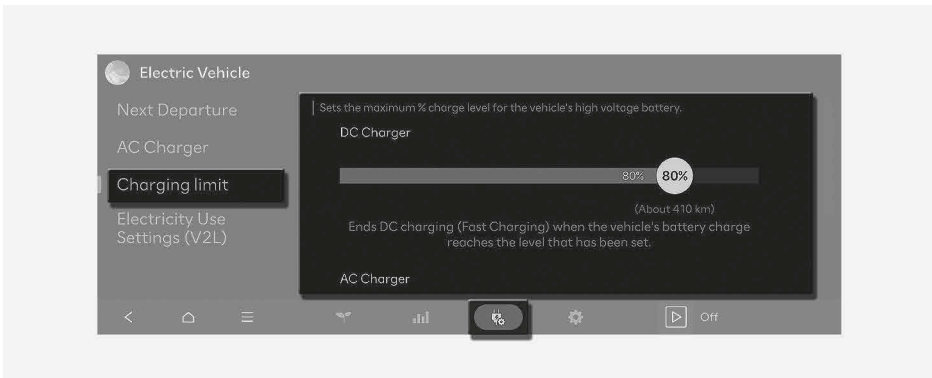 Electric Vehicle
Next Departure
AC Charger
Charging limit
Electricity Use
Settings (V2L)
Sets the maximum % charge level for the vehicle's high voltage battery.
DC Charger
80% 80%
(About 410 km)
Ends DC charging (Fast Charging) when the vehicle's battery charge
reaches the level that has been set.
AC Charger
Off